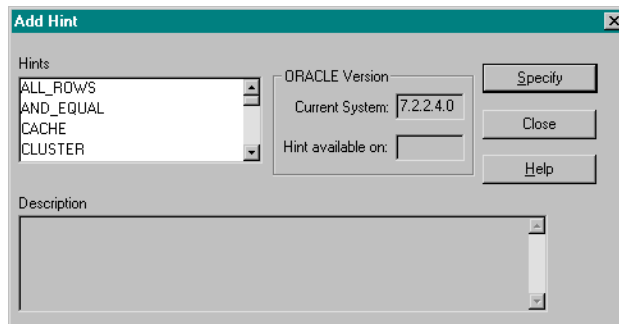 Add Hint
Hints
ALL_ROWS
AND_EQUAL
CACHE
CLUSTER
ORACLE Version
Current System: 7.2.2.4.0
Hint available on:
Specify
Close
Help
Description